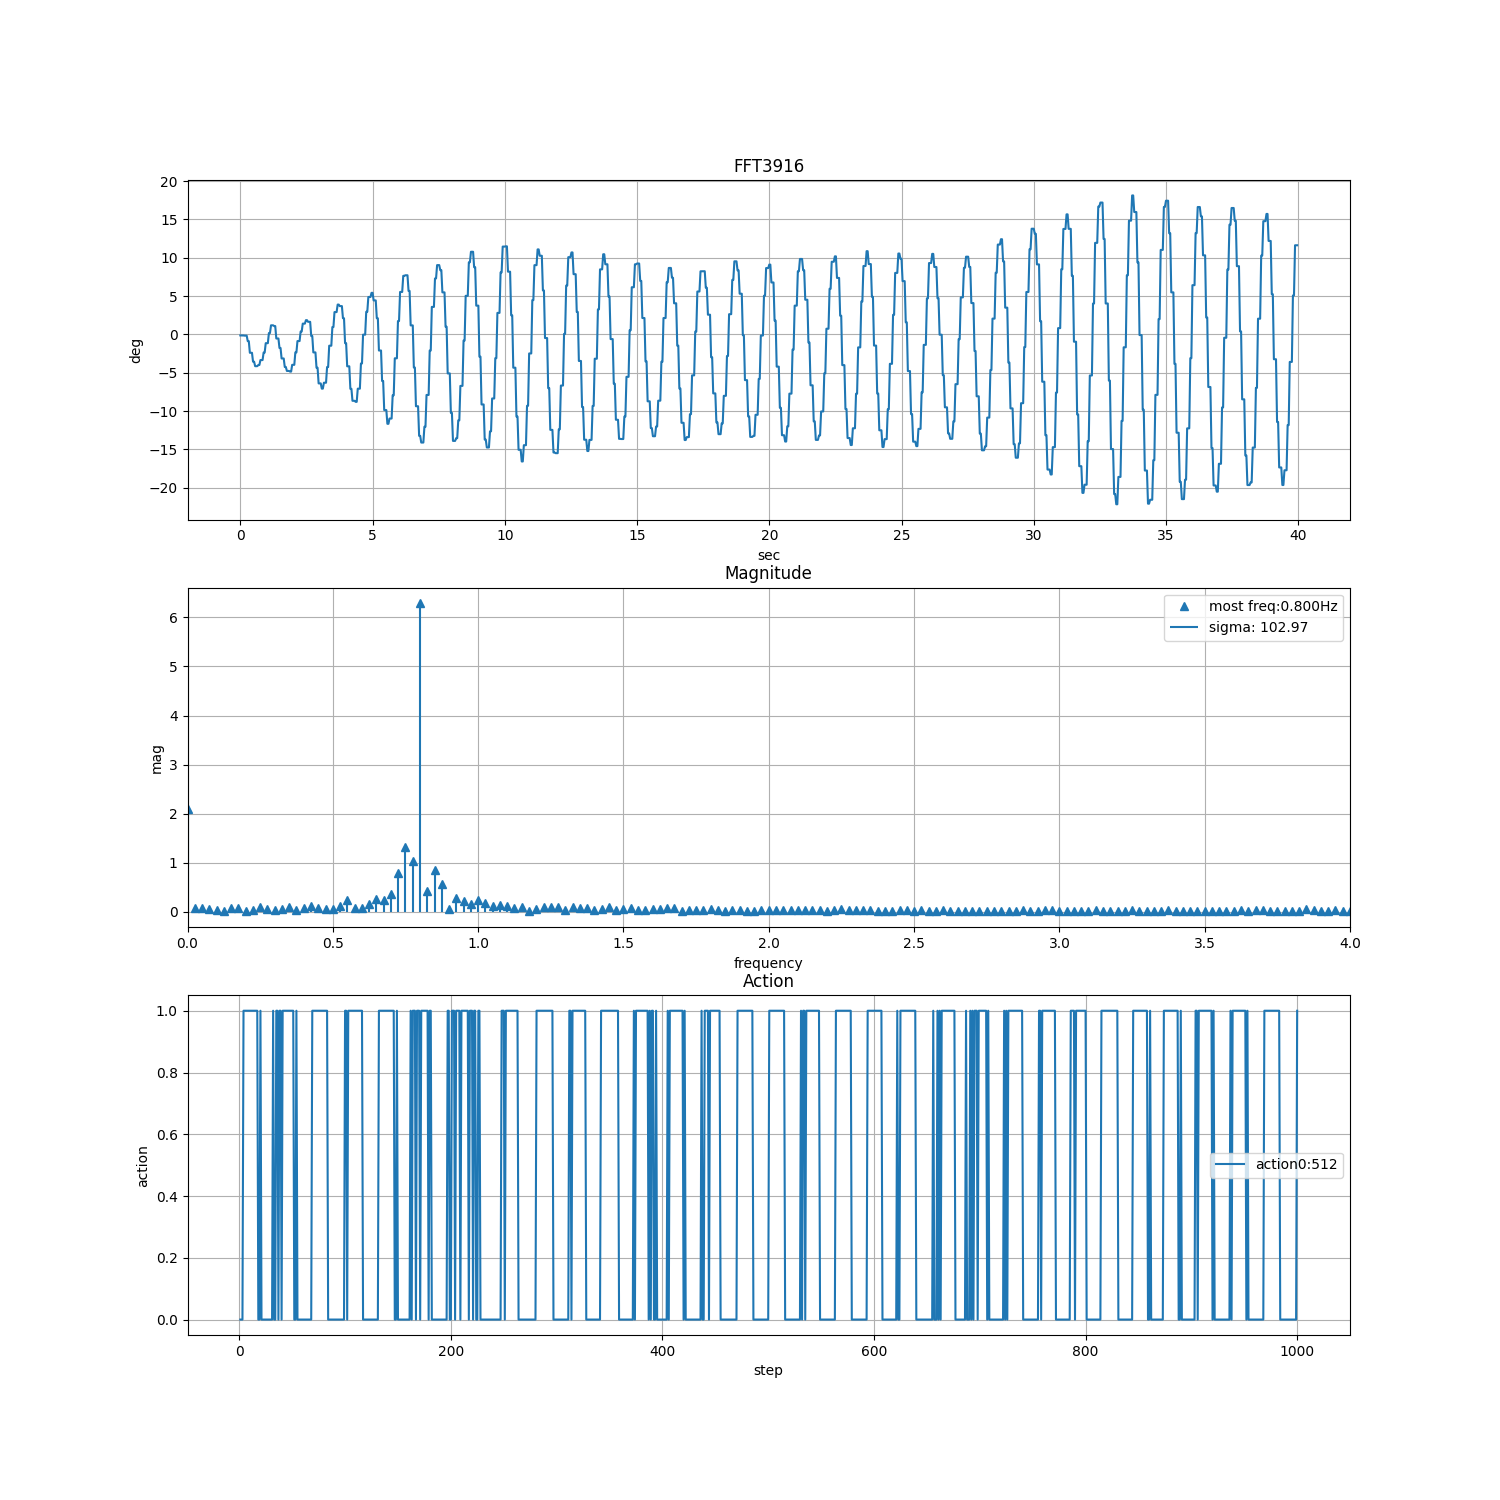 FFT3916
20
15
10
5
0
−5
−10
−15
−20
deg
0 5 10 15 20 25 30 35 40
sec
Magnitude
most freq:0.800Hz
sigma: 102.97
6
5
4
3
2
1
0
mag
0.0 0.5 1.0 1.5 2.0 2.5 3.0 3.5 4.0
frequency
Action
1.0
0.8
0.6
0.4
0.2
0.0
action
action0:512
0 200 400 600 800 1000
step